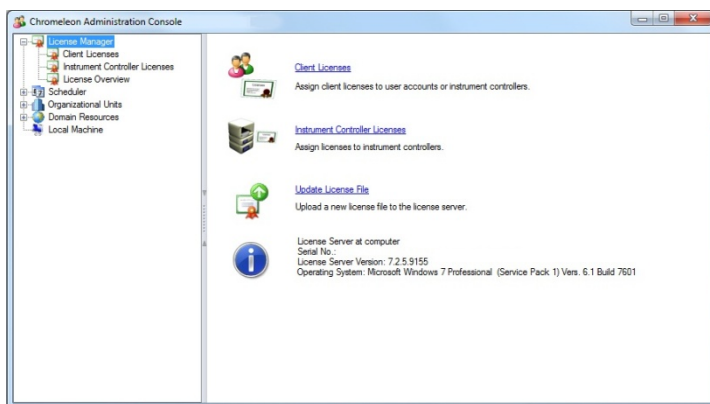 Chromeleon Administration Console
License Manager
Client Licenses
Instrument Controller Licenses
License Overview
Scheduler
Organizational Units
Domain Resources
Local Machine
Client Licenses
Assign client licenses to user accounts or instrument controllers.
Instrument Controller Licenses
Assign licenses to instrument controllers.
Update License File
Upload a new license file to the license server.
License Server at computer
Serial No.:
License Server Version: 7.2.5.9155
Operating System: Microsoft Windows 7 Professional (Service Pack 1) Vers. 6.1 Build 7601